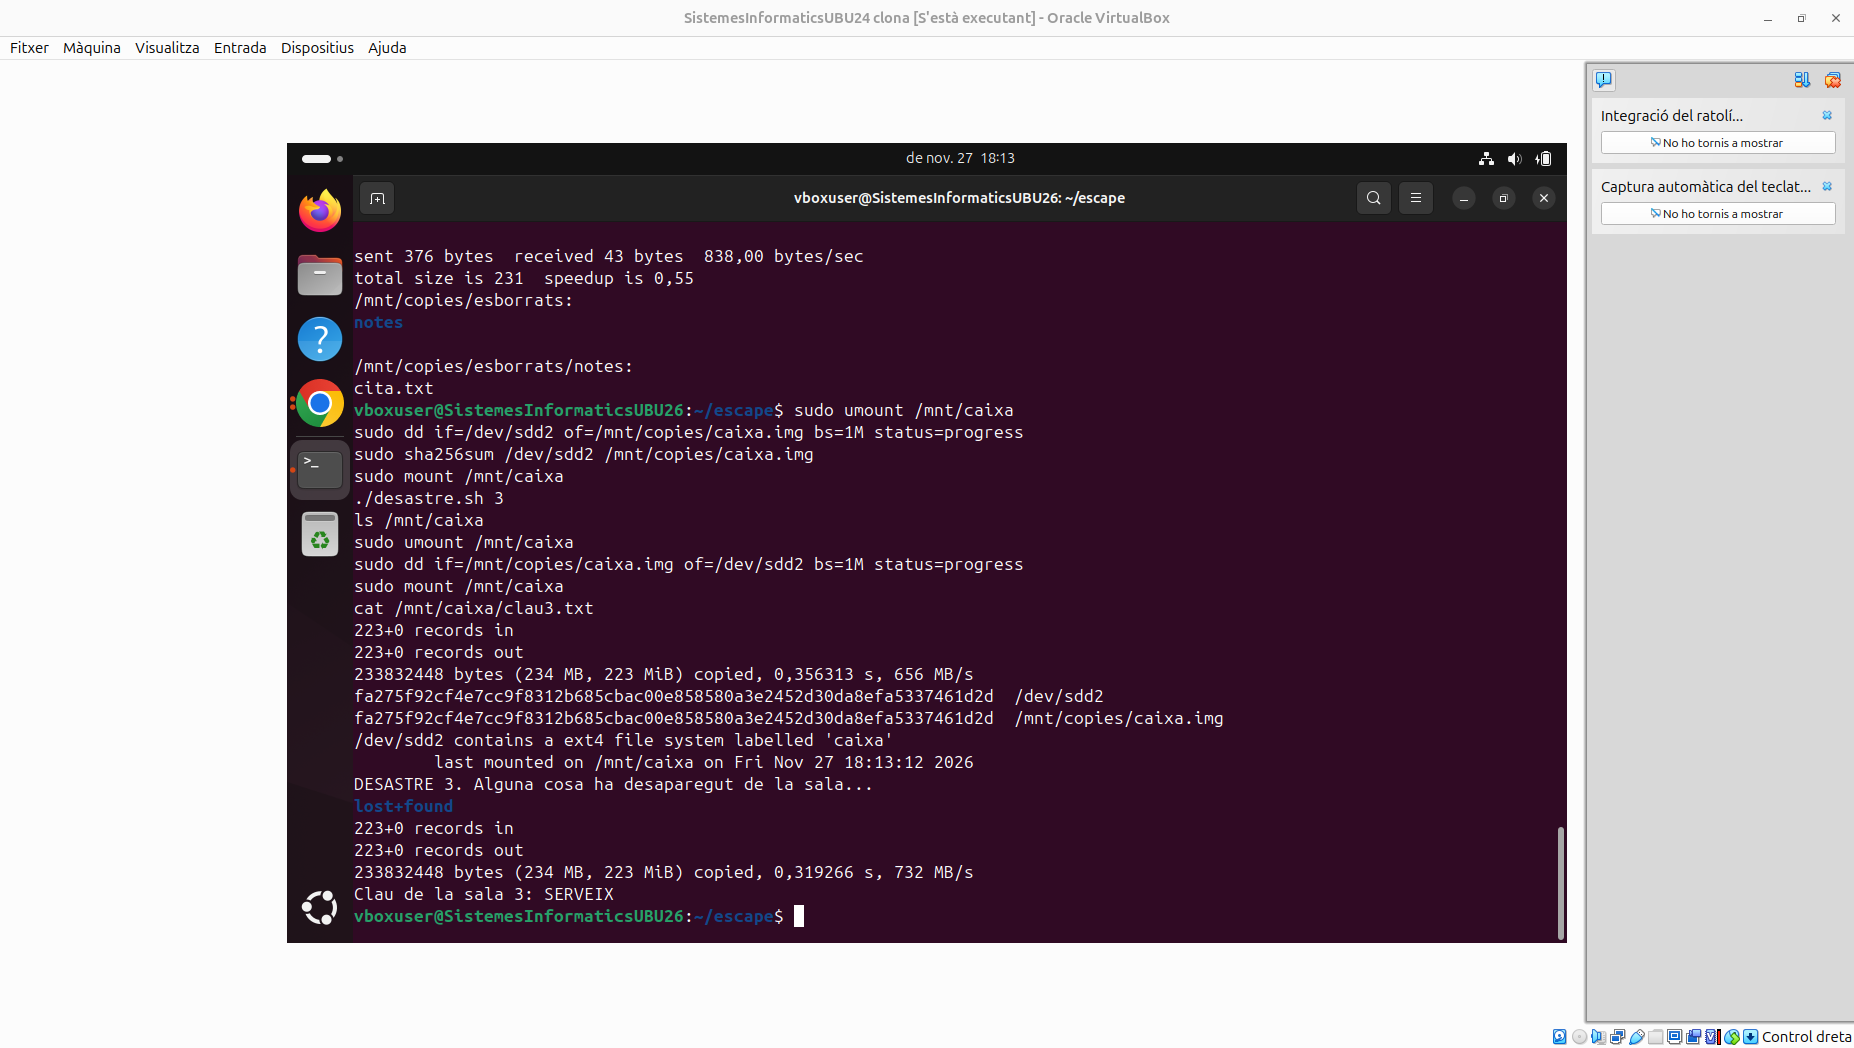 SistemesInformaticsUBU24 clona [S'està executant] - Oracle VirtualBox
Fitxer Màquina Visualitza Entrada Dispositius Ajuda
Integració del ratolí...
No ho tornis a mostrar
Captura automàtica del teclat...
No ho tornis a mostrar
de nov. 27 18:13
vboxuser@SistemesInformaticsUBU26: ~/escape
sent 376 bytes  received 43 bytes  838,00 bytes/sec
total size is 231  speedup is 0,55
/mnt/copies/esborrats:
notes
/mnt/copies/esborrats/notes:
cita.txt
vboxuser@SistemesInformaticsUBU26:~/escape$ sudo umount /mnt/caixa
sudo dd if=/dev/sdd2 of=/mnt/copies/caixa.img bs=1M status=progress
sudo sha256sum /dev/sdd2 /mnt/copies/caixa.img
sudo mount /mnt/caixa
./desastre.sh 3
ls /mnt/caixa
sudo umount /mnt/caixa
sudo dd if=/mnt/copies/caixa.img of=/dev/sdd2 bs=1M status=progress
sudo mount /mnt/caixa
cat /mnt/caixa/clau3.txt
223+0 records in
223+0 records out
233832448 bytes (234 MB, 223 MiB) copied, 0,356313 s, 656 MB/s
fa275f92cf4e7cc9f8312b685cbac00e858580a3e2452d30da8efa5337461d2d  /dev/sdd2
fa275f92cf4e7cc9f8312b685cbac00e858580a3e2452d30da8efa5337461d2d  /mnt/copies/caixa.img
/dev/sdd2 contains a ext4 file system labelled 'caixa'
last mounted on /mnt/caixa on Fri Nov 27 18:13:12 2026
DESASTRE 3. Alguna cosa ha desaparegut de la sala...
lost+found
223+0 records in
223+0 records out
233832448 bytes (234 MB, 223 MiB) copied, 0,319266 s, 732 MB/s
Clau de la sala 3: SERVEIX
vboxuser@SistemesInformaticsUBU26:~/escape$
Control dreta